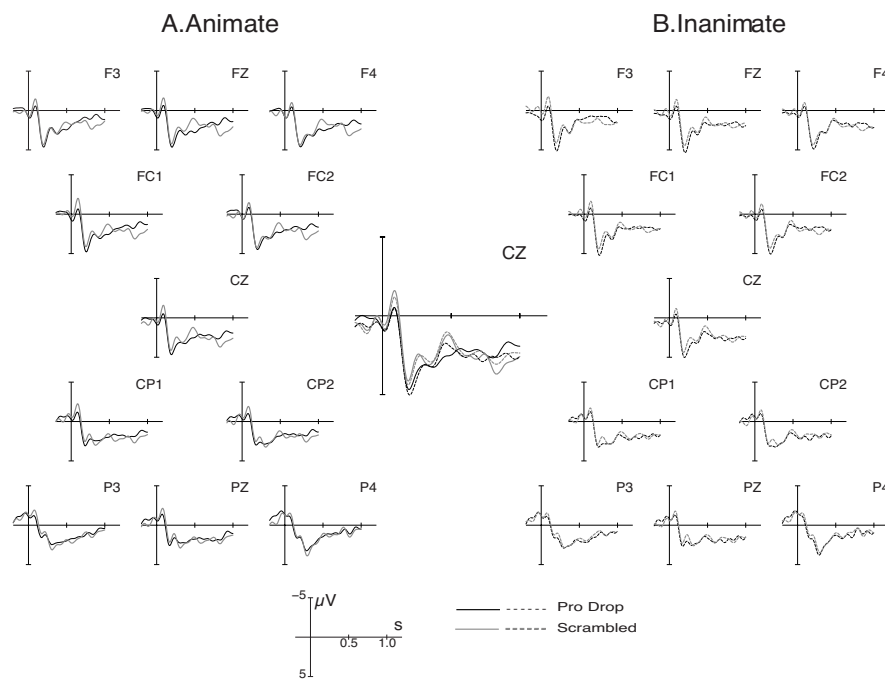 A.Animate B.Inanimate
F3 FZ F4 F3 FZ F4
FC1 FC2 FC1 FC2
CZ
CZ CZ
CP1 CP2 CP1 CP2
P3 PZ P4 P3 PZ P4
−5 µV
s
0.5 1.0
5
Pro Drop
Scrambled